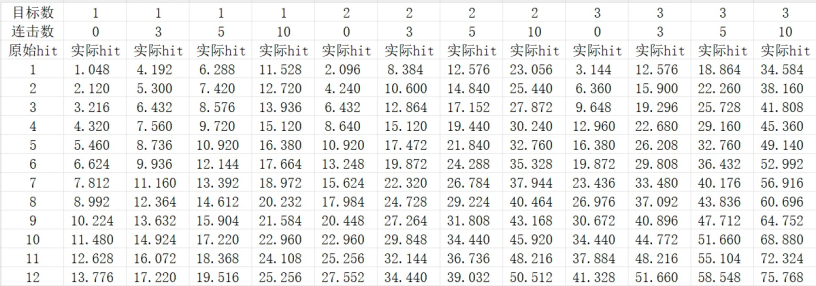 目标数 1 1 1 1 2 2 2 2 3 3 3 3
连击数 0 3 5 10 0 3 5 10 0 3 5 10
原始hit 实际hit 实际hit 实际hit 实际hit 实际hit 实际hit 实际hit 实际hit 实际hit 实际hit 实际hit 实际hit
1 1.048 4.192 6.288 11.528 2.096 8.384 12.576 23.056 3.144 12.576 18.864 34.584
2 2.120 5.300 7.420 12.720 4.240 10.600 14.840 25.440 6.360 15.900 22.260 38.160
3 3.216 6.432 8.576 13.936 6.432 12.864 17.152 27.872 9.648 19.296 25.728 41.808
4 4.320 7.560 9.720 15.120 8.640 15.120 19.440 30.240 12.960 22.680 29.160 45.360
5 5.460 8.736 10.920 16.380 10.920 17.472 21.840 32.760 16.380 26.208 32.760 49.140
6 6.624 9.936 12.144 17.664 13.248 19.872 24.288 35.328 19.872 29.808 36.432 52.992
7 7.812 11.160 13.392 18.972 15.624 22.320 26.784 37.944 23.436 33.480 40.176 56.916
8 8.992 12.364 14.612 20.232 17.984 24.728 29.224 40.464 26.976 37.092 43.836 60.696
9 10.224 13.632 15.904 21.584 20.448 27.264 31.808 43.168 30.672 40.896 47.712 64.752
10 11.480 14.924 17.220 22.960 22.960 29.848 34.440 45.920 34.440 44.772 51.660 68.880
11 12.628 16.072 18.368 24.108 25.256 32.144 36.736 48.216 37.884 48.216 55.104 72.324
12 13.776 17.220 19.516 25.256 27.552 34.440 39.032 50.512 41.328 51.660 58.548 75.768